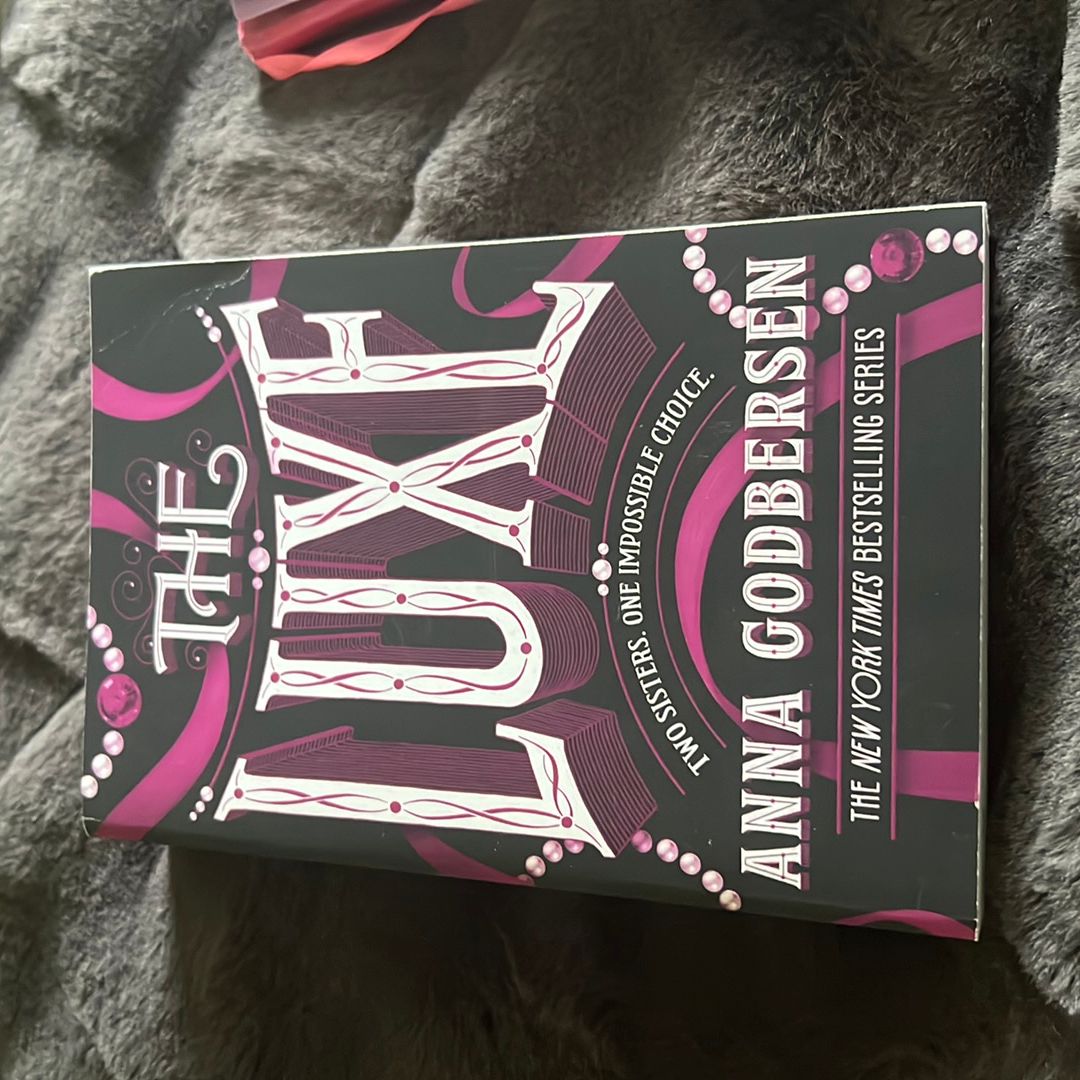 THE
LUXE
TWO SISTERS. ONE IMPOSSIBLE CHOICE.
ANNA GODBERSEN
THE NEW YORK TIMES BESTSELLING SERIES